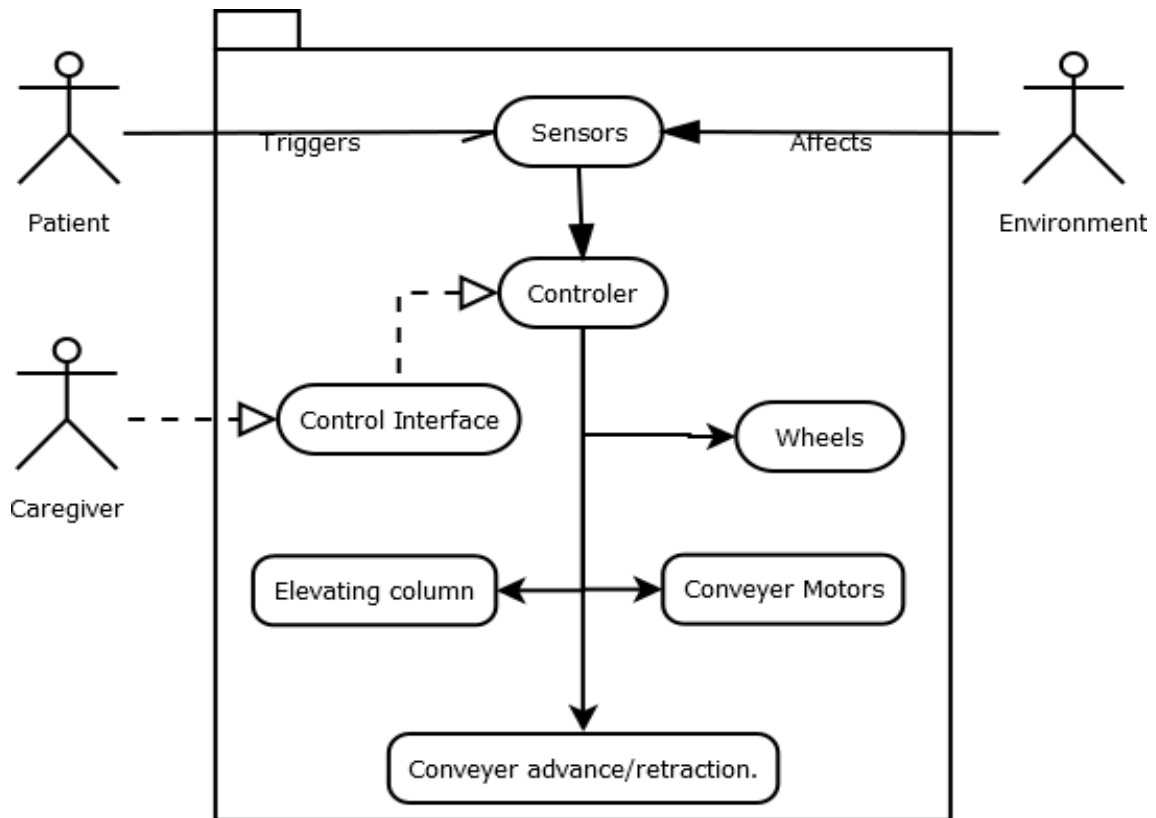 Sensors
Triggers
Affects
Patient
Environment
Controler
Control Interface
Wheels
Caregiver
Elevating column
Conveyer Motors
Conveyer advance/retraction.